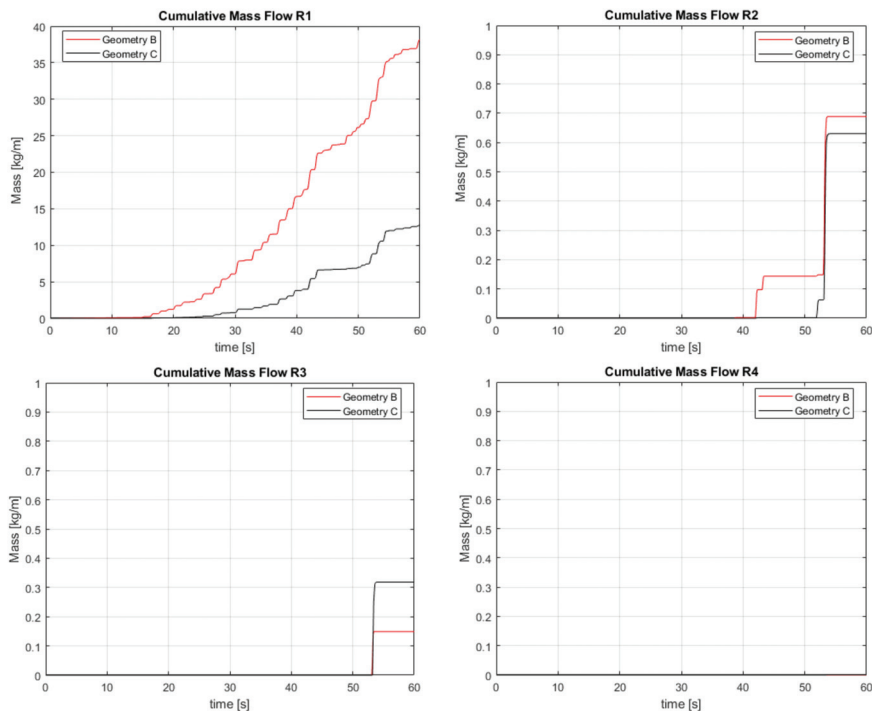 Cumulative Mass Flow R1
Geometry B
Geometry C
Mass [kg/m]
40
35
30
25
20
15
10
5
0
0 10 20 30 40 50 60
time [s]
Cumulative Mass Flow R2
Geometry B
Geometry C
Mass [kg/m]
1
0.9
0.8
0.7
0.6
0.5
0.4
0.3
0.2
0.1
0
0 10 20 30 40 50 60
time [s]
Cumulative Mass Flow R3
Geometry B
Geometry C
Mass [kg/m]
1
0.9
0.8
0.7
0.6
0.5
0.4
0.3
0.2
0.1
0
0 10 20 30 40 50 60
time [s]
Cumulative Mass Flow R4
Geometry B
Geometry C
Mass [kg/m]
1
0.9
0.8
0.7
0.6
0.5
0.4
0.3
0.2
0.1
0
0 10 20 30 40 50 60
time [s]